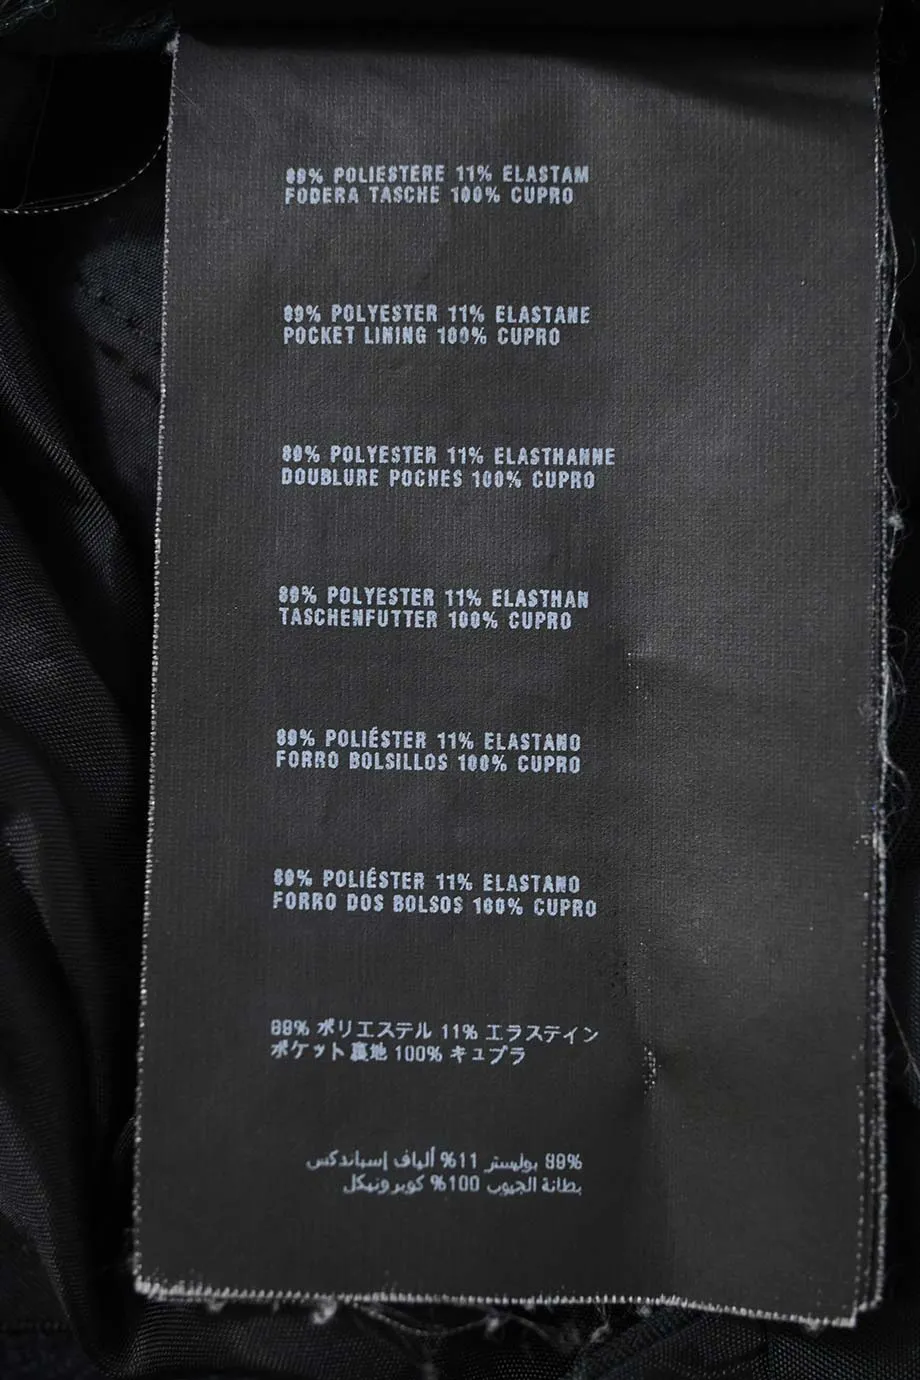 89% POLIESTERE 11% ELASTAM
FODERA TASCHE 100% CUPRO
89% POLYESTER 11% ELASTANE
POCKET LINING 100% CUPRO
89% POLYESTER 11% ELASTHANNE
DOUBLURE POCHES 100% CUPRO
89% POLYESTER 11% ELASTHAN
TASCHENFUTTER 100% CUPRO
89% POLIÉSTER 11% ELASTANO
FORRO BOLSILLOS 100% CUPRO
89% POLIÉSTER 11% ELASTANO
FORRO DOS BOLSOS 100% CUPRO
89% ポリエステル 11% エラステイン
ポケット裏地 100% キュプラ
89% بوليستر 11% ألياف إسباندكس
بطانة الجيوب 100% كوبرونيكل